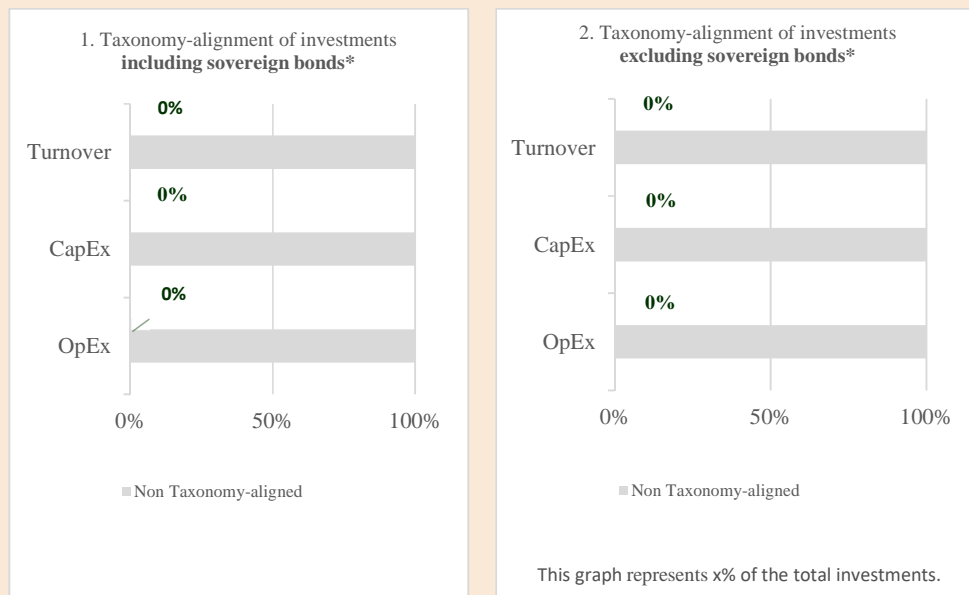 1. Taxonomy-alignment of investments
including sovereign bonds*
0%
Turnover
0%
CapEx
0%
OpEx
0%
50%
100%
Non Taxonomy-aligned
2. Taxonomy-alignment of investments
excluding sovereign bonds*
0%
Turnover
0%
CapEx
0%
OpEx
0%
50%
100%
Non Taxonomy-aligned
This graph represents x% of the total investments.